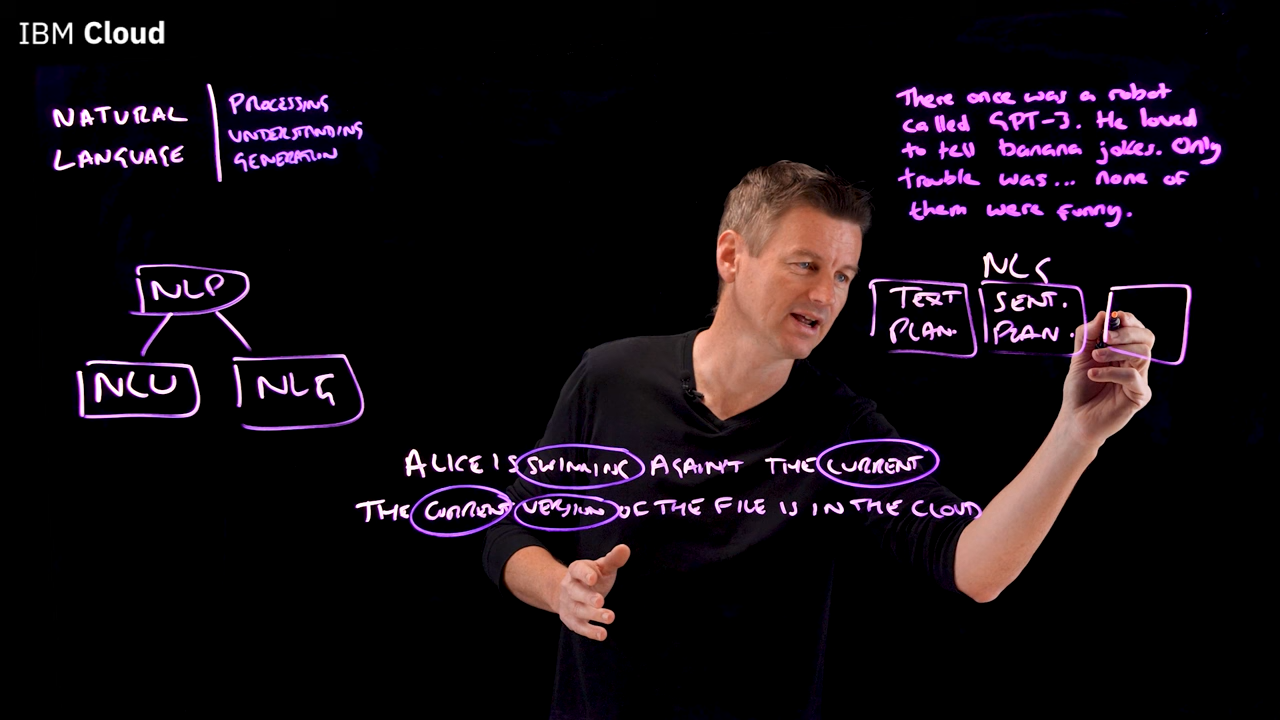 IBM Cloud
NATURAL
LANGUAGE
PROCESSING
UNDERSTANDING
GENERATION
There once was a robot
called GPT-3. He loved
to tell banana jokes. Only
trouble was... none of
them were funny.
NLP
NLU
NLG
NLG
TEXT
PLAN.
SENT.
PLAN.
ALICE IS SWIMMING AGAINT THE CURRENT
THE CURRENT VERSION OF THE FILE IS IN THE CLOUD